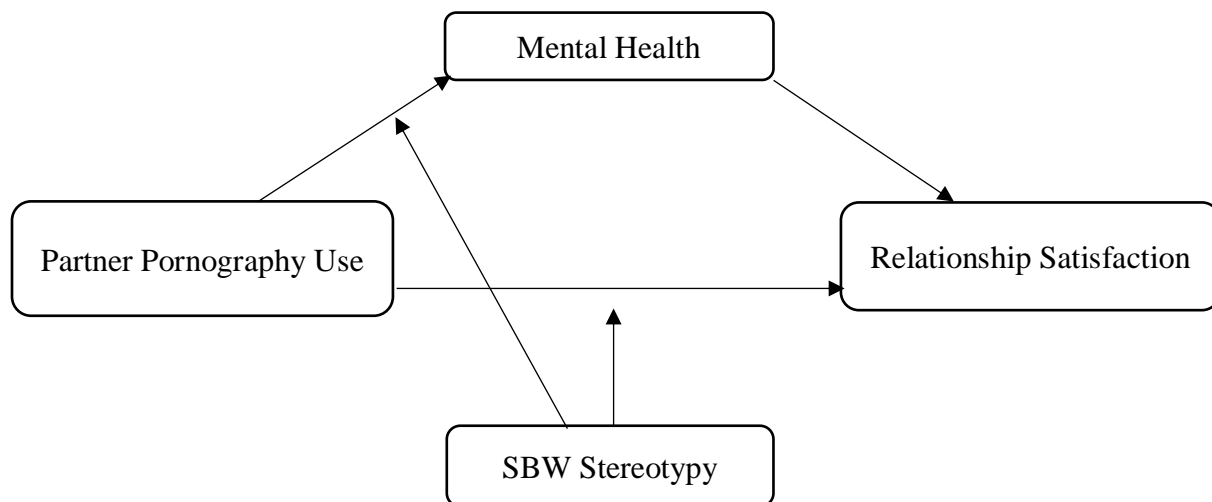 Mental Health
Partner Pornography Use
Relationship Satisfaction
SBW Stereotypy